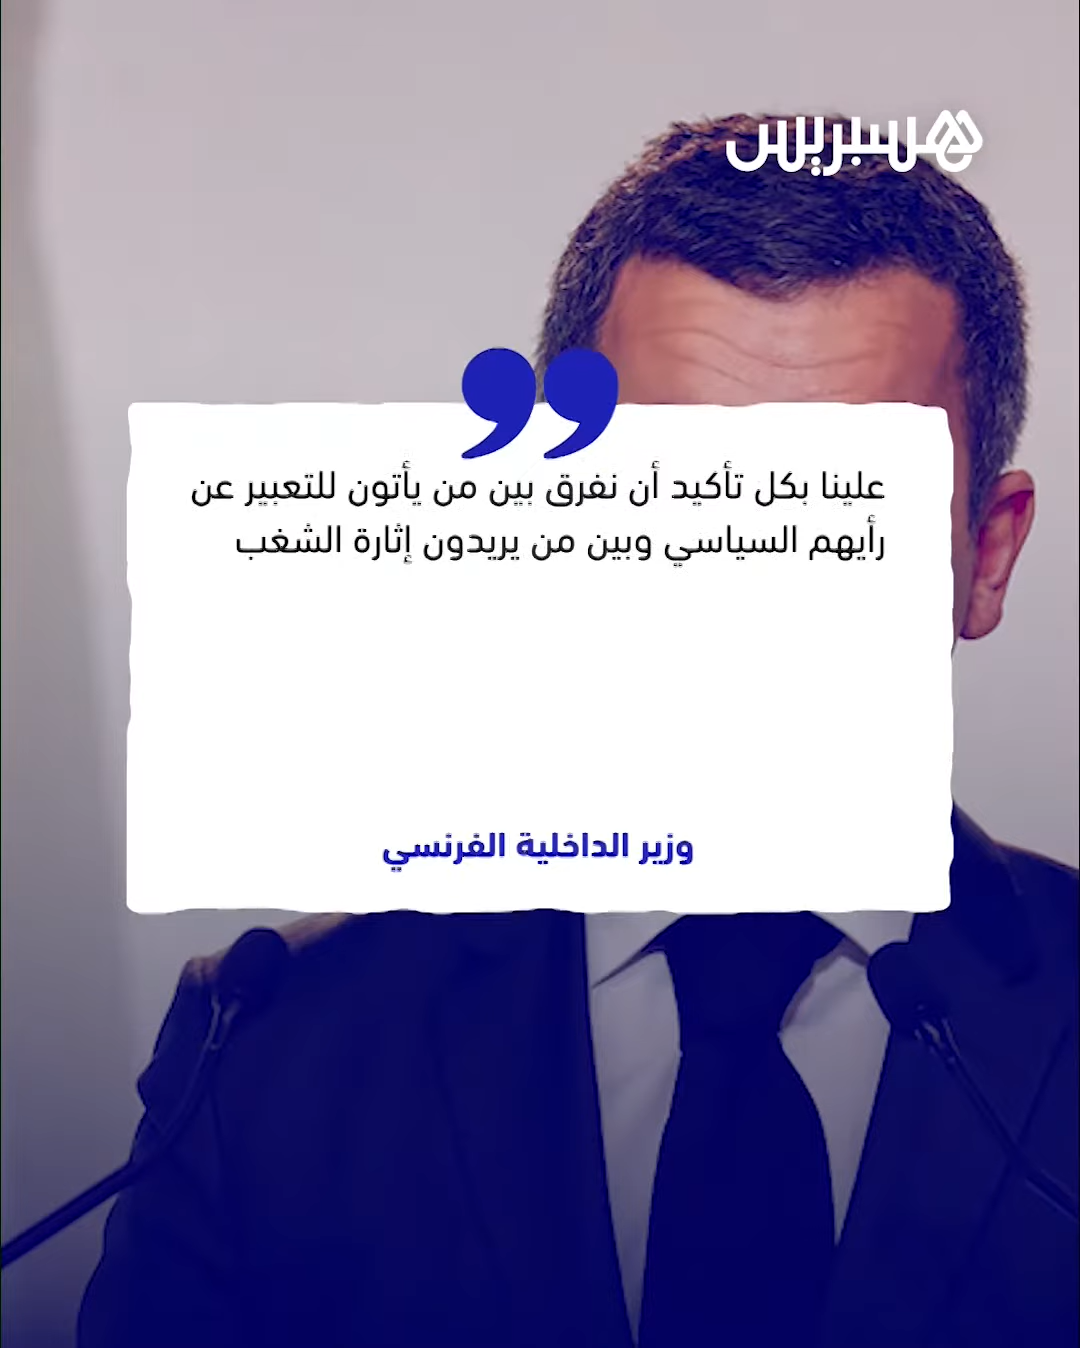 هسبريس
علينا بكل تأكيد أن نفرق بين من يأتون للتعبير عن
رأيهم السياسي وبين من يريدون إثارة الشغب
وزير الداخلية الفرنسي